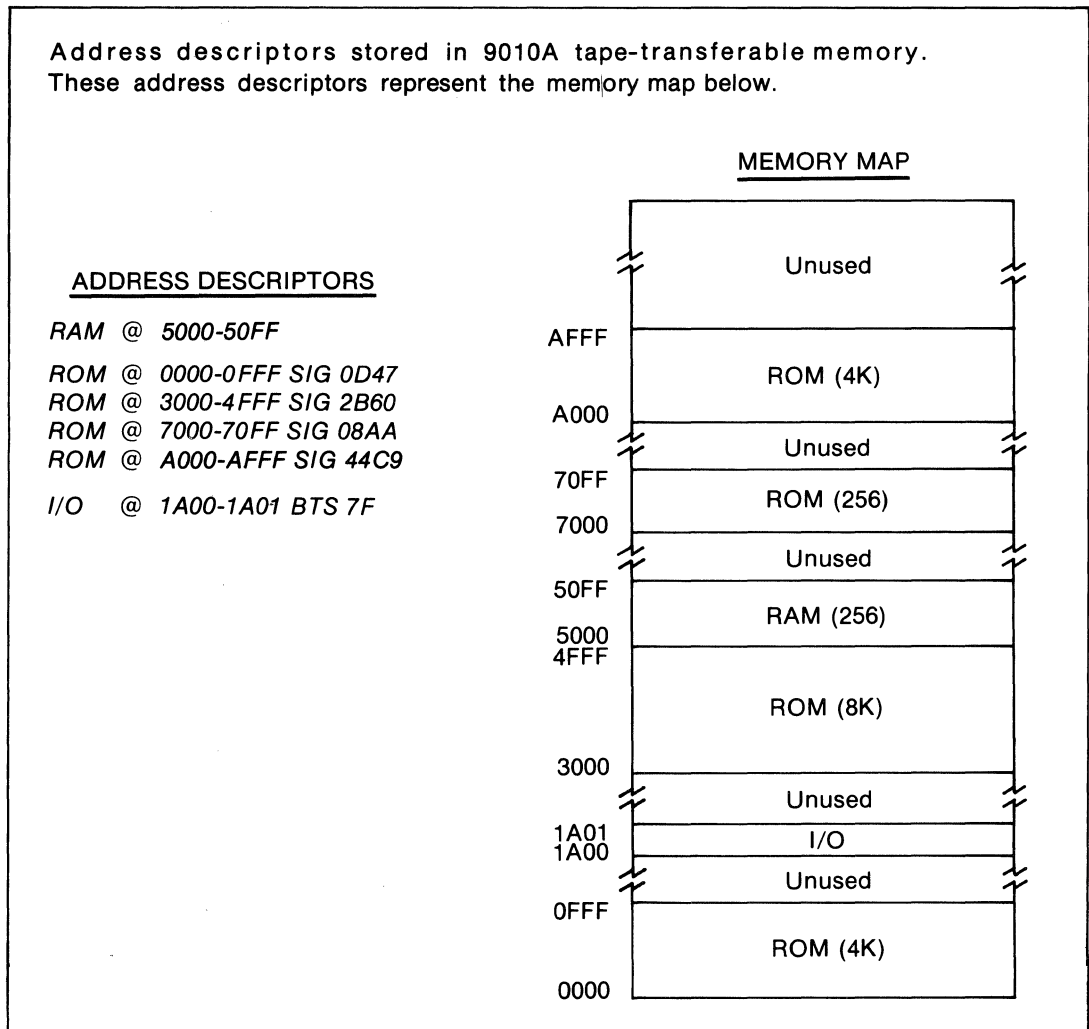 Address descriptors stored in 9010A tape-transferable memory.
These address descriptors represent the memory map below.
MEMORY MAP
ADDRESS DESCRIPTORS
RAM @ 5000-50FF
ROM @ 0000-0FFF SIG 0D47
ROM @ 3000-4FFF SIG 2B60
ROM @ 7000-70FF SIG 08AA
ROM @ A000-AFFF SIG 44C9
I/O @ 1A00-1A01 BTS 7F
Unused
AFFF
ROM (4K)
A000
Unused
70FF
ROM (256)
7000
Unused
50FF
RAM (256)
5000
4FFF
ROM (8K)
3000
Unused
1A01
I/O
1A00
Unused
0FFF
ROM (4K)
0000